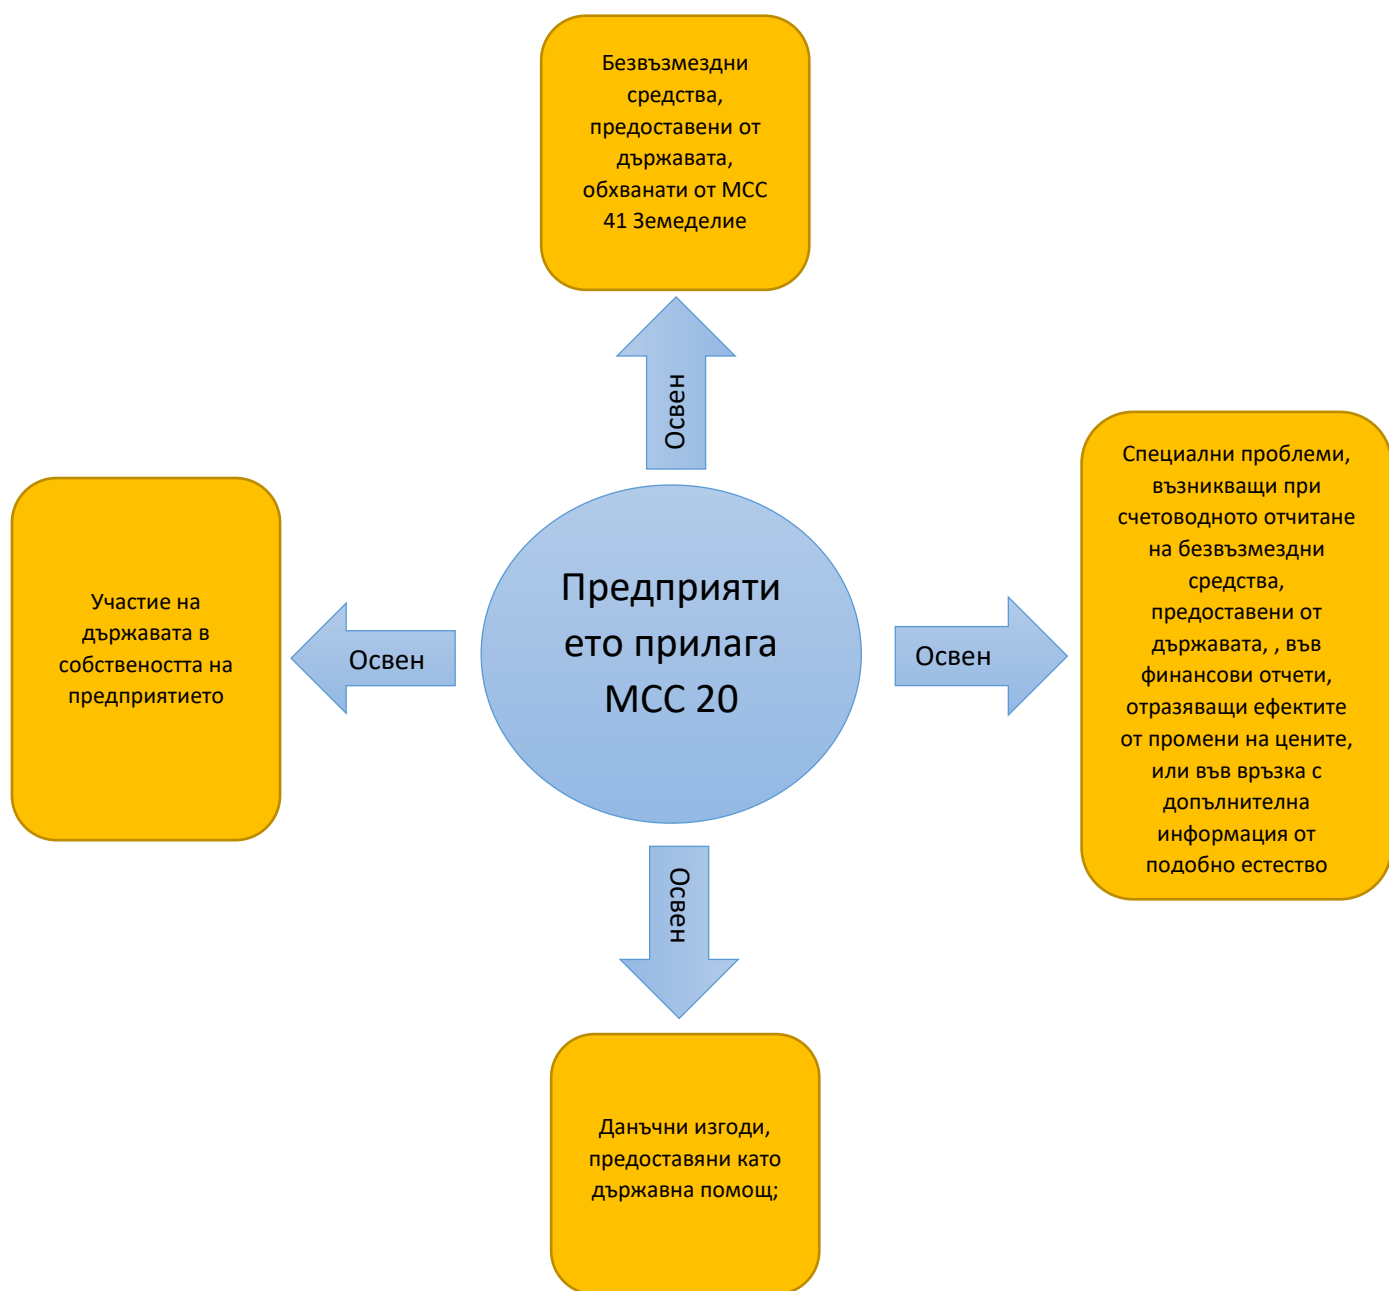 Безвъзмездни
средства,
предоставени от
държавата,
обхванати от МСС
41 Земеделие
Освен
Участие на
държавата в
собствеността на
предприятието
Освен
Предприяти
ето прилага
МСС 20
Освен
Специални проблеми,
възникващи при
счетоводното отчитане
на безвъзмездни
средства,
предоставени от
държавата, , във
финансови отчети,
отразяващи ефектите
от промени на цените,
или във връзка с
допълнителна
информация от
подобно естество
Освен
Данъчни изгоди,
предоставяни като
държавна помощ;